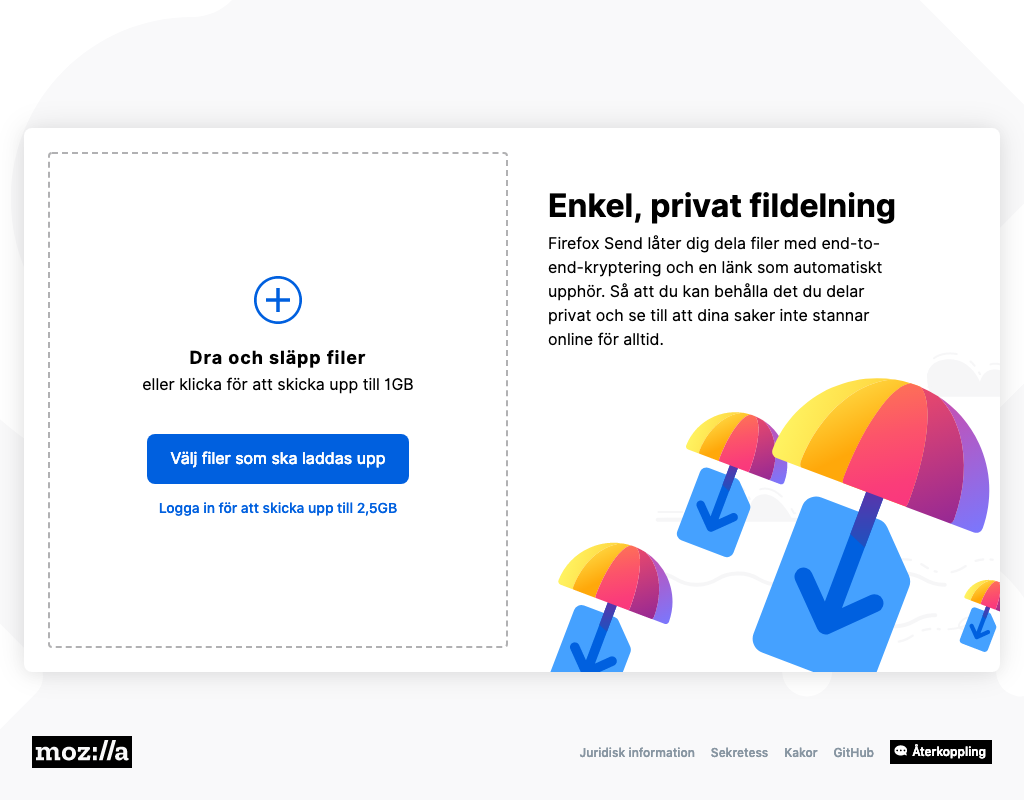 Dra och släpp filer
eller klicka för att skicka upp till 1GB
Välj filer som ska laddas upp
Logga in för att skicka upp till 2,5GB
Enkel, privat fildelning
Firefox Send låter dig dela filer med end-to-
end-kryptering och en länk som automatiskt
upphör. Så att du kan behålla det du delar
privat och se till att dina saker inte stannar
online för alltid.
moz://a
Juridisk information Sekretess Kakor GitHub Återkoppling